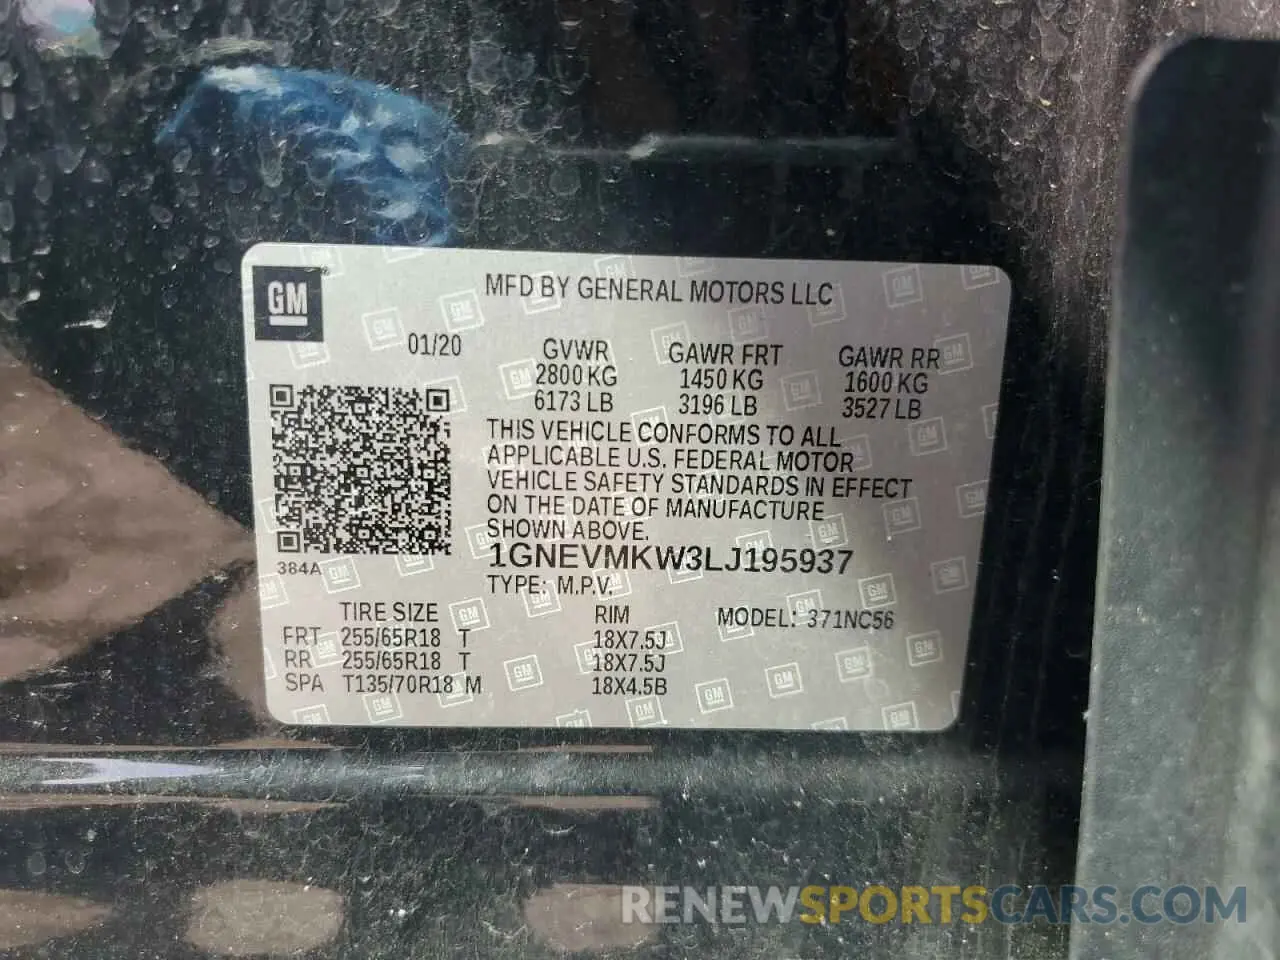 GM
MFD BY GENERAL MOTORS LLC
01/20
GVWR GAWR FRT GAWR RR
2800 KG 1450 KG 1600 KG
6173 LB 3196 LB 3527 LB
THIS VEHICLE CONFORMS TO ALL
APPLICABLE U.S. FEDERAL MOTOR
VEHICLE SAFETY STANDARDS IN EFFECT
ON THE DATE OF MANUFACTURE
SHOWN ABOVE.
384A
1GNEVMKW3LJ195937
TYPE: M.P.V.
TIRE SIZE RIM MODEL: 371NC56
FRT 255/65R18 T 18X7.5J
RR 255/65R18 T 18X7.5J
SPA T135/70R18 M 18X4.5B
RENEWSPORTSCARS.COM